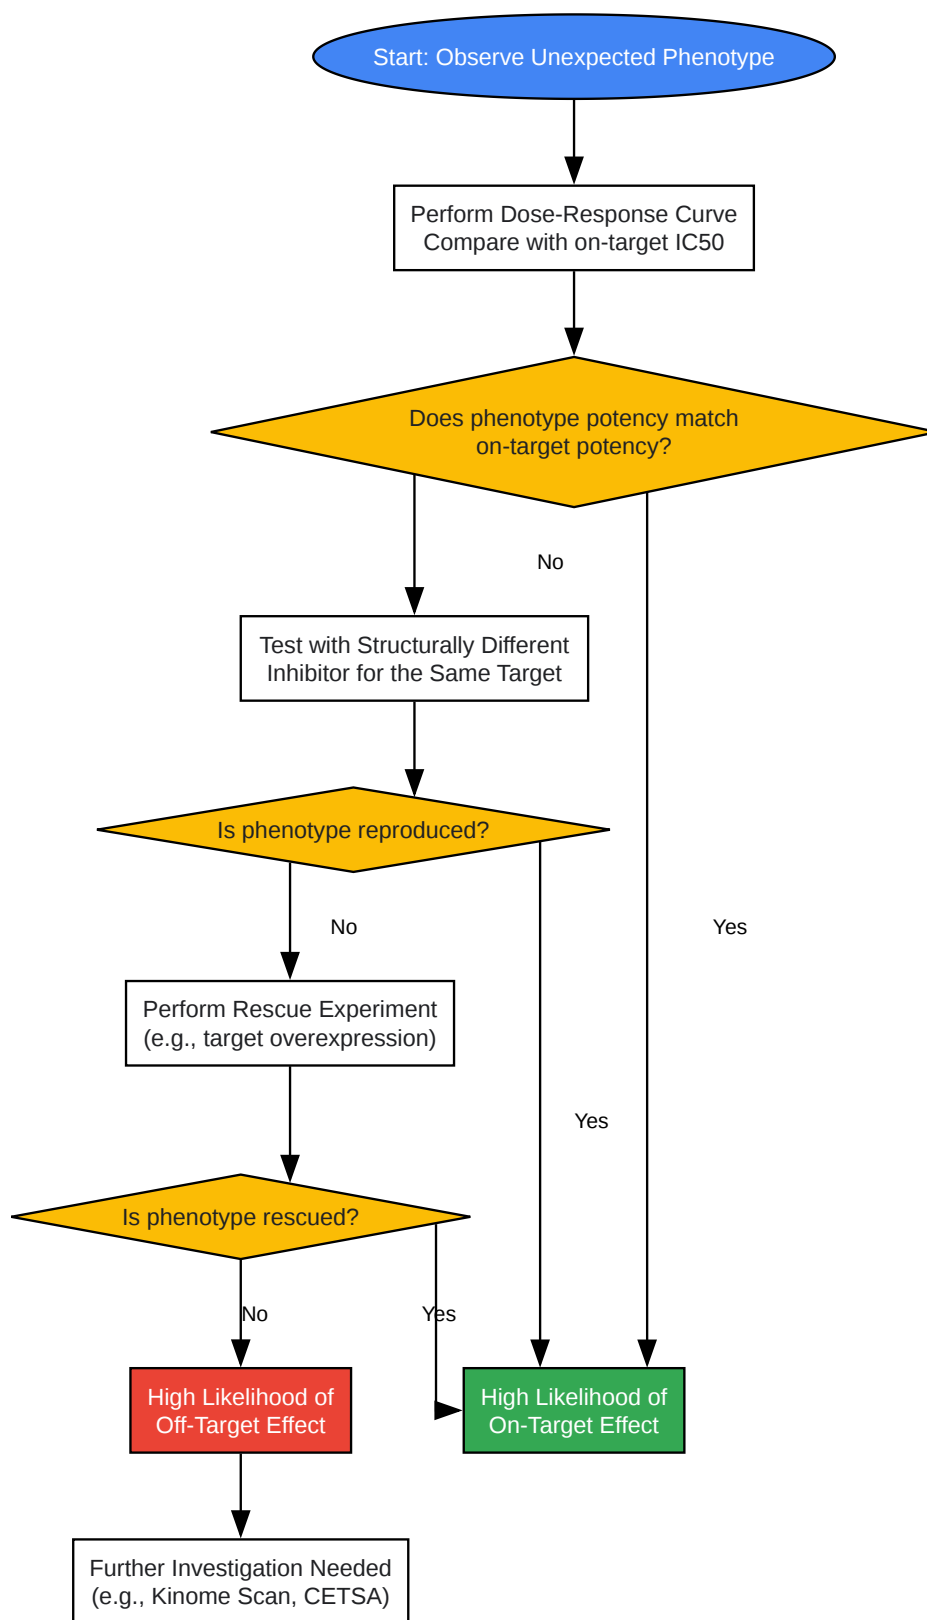 Start: Observe Unexpected Phenotype
Perform Dose-Response Curve
Compare with on-target IC50
Does phenotype potency match
on-target potency?
No
Test with Structurally Different
Inhibitor for the Same Target
Is phenotype reproduced?
No
Yes
Perform Rescue Experiment
(e.g., target overexpression)
Yes
Is phenotype rescued?
No
Yes
High Likelihood of
Off-Target Effect
High Likelihood of
On-Target Effect
Further Investigation Needed
(e.g., Kinome Scan, CETSA)